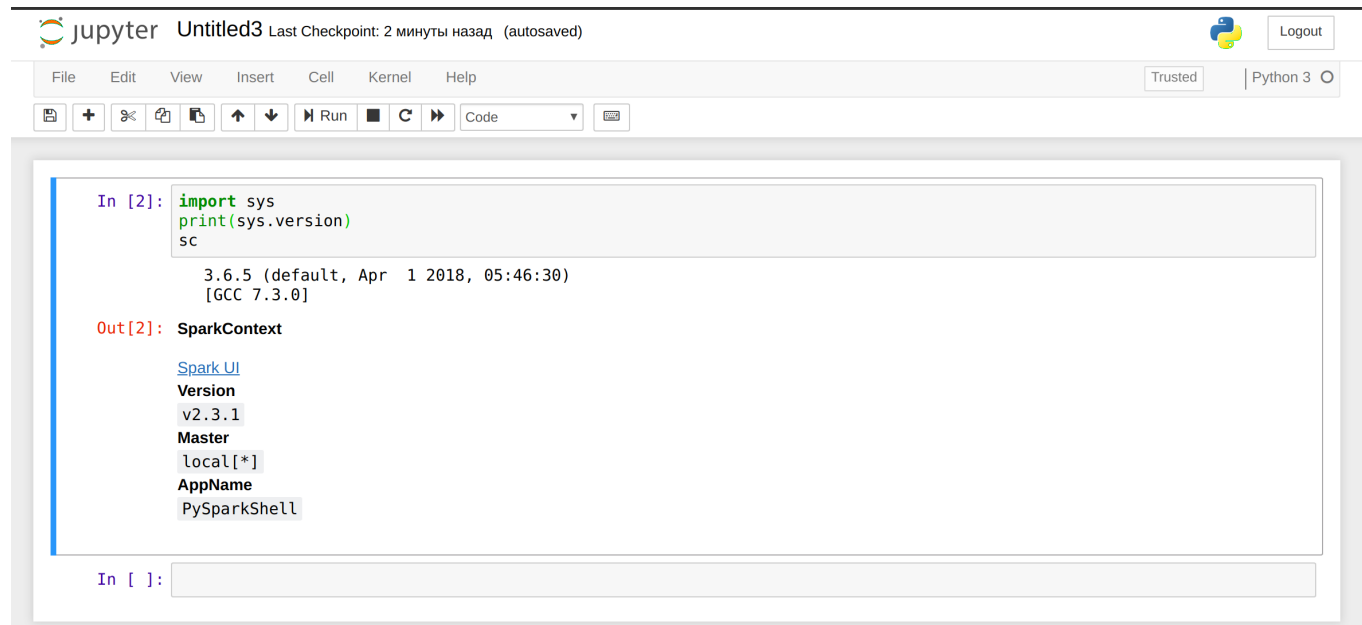 jupyter Untitled3 Last Checkpoint: 2 минуты назад (autosaved) Logout
File Edit View Insert Cell Kernel Help Trusted Python 3
Run Code
In [2]: import sys
print(sys.version)
sc
3.6.5 (default, Apr  1 2018, 05:46:30)
[GCC 7.3.0]
Out[2]: SparkContext
Spark UI
Version
v2.3.1
Master
local[*]
AppName
PySparkShell
In [ ]: